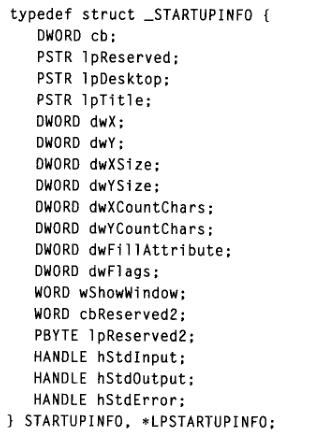 typedef struct _STARTUPINFO {
DWORD cb;
PSTR lpReserved;
PSTR lpDesktop;
PSTR lpTitle;
DWORD dwX;
DWORD dwY;
DWORD dwXSize;
DWORD dwYSize;
DWORD dwXCountChars;
DWORD dwYCountChars;
DWORD dwFillAttribute;
DWORD dwFlags;
WORD wShowWindow;
WORD cbReserved2;
PBYTE lpReserved2;
HANDLE hStdInput;
HANDLE hStdOutput;
HANDLE hStdError;
} STARTUPINFO, *LPSTARTUPINFO;